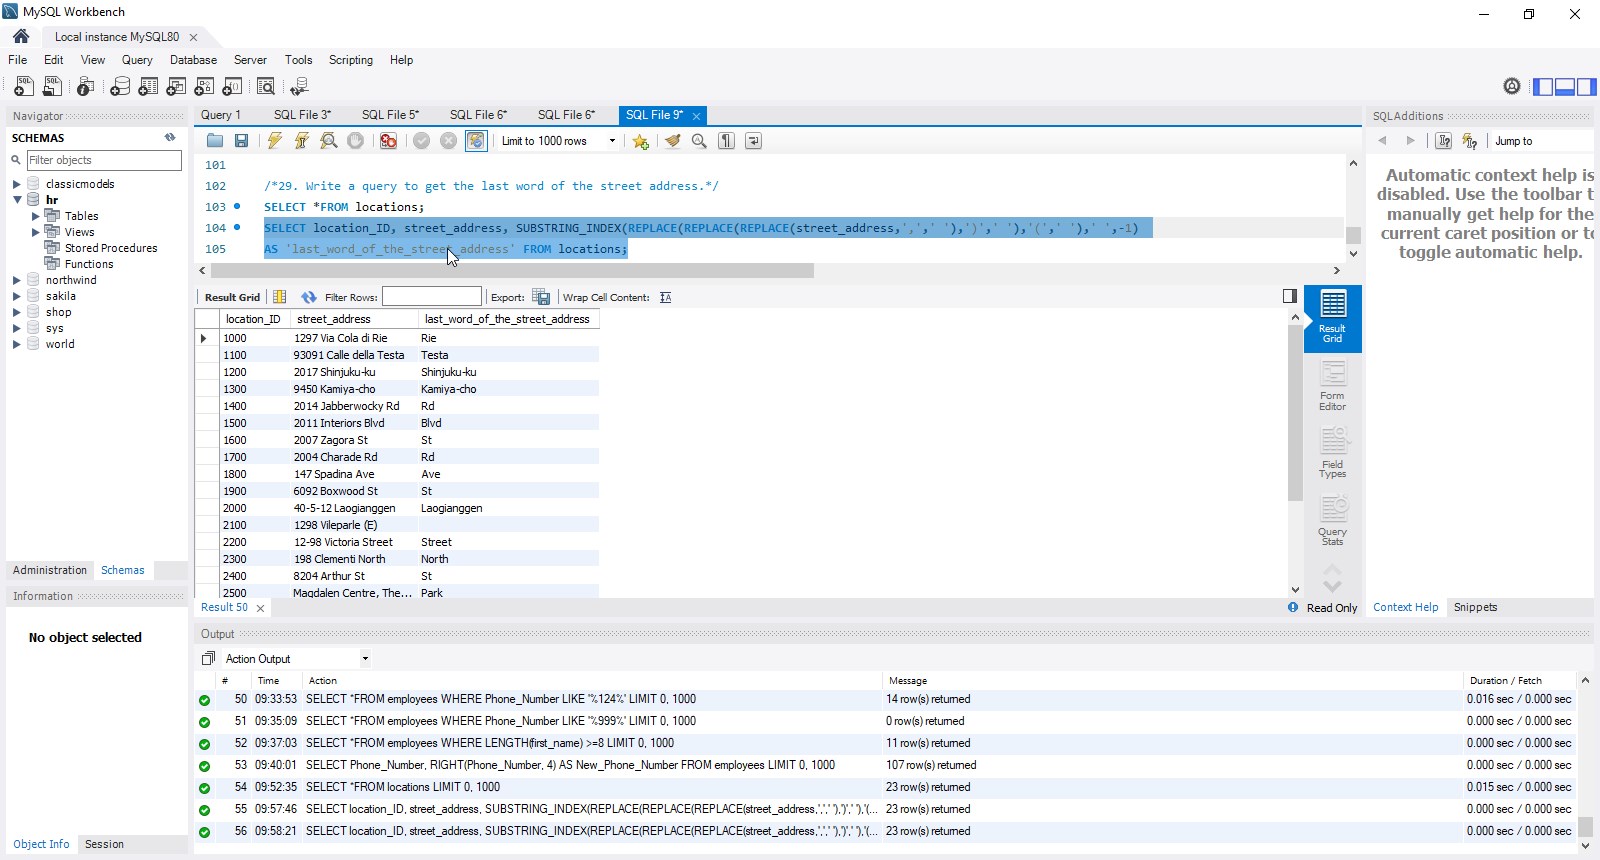 MySQL Workbench
Local instance MySQL80
File Edit View Query Database Server Tools Scripting Help
Navigator
SCHEMAS
Filter objects
classicmodels
hr
Tables
Views
Stored Procedures
Functions
northwind
sakila
shop
sys
world
Administration Schemas
Information
No object selected
Object Info Session
Query 1 SQL File 3* SQL File 5* SQL File 6* SQL File 6* SQL File 9*
Limit to 1000 rows
101
102 /*29. Write a query to get the last word of the street address.*/
103 SELECT *FROM locations;
104 SELECT location_ID, street_address, SUBSTRING_INDEX(REPLACE(REPLACE(REPLACE(street_address,',',' '),')',' '),'(',' '),' ',-1)
105 AS 'last_word_of_the_street_address' FROM locations;
Result Grid Filter Rows: Export: Wrap Cell Content:
location_ID street_address last_word_of_the_street_address
1000 1297 Via Cola di Rie Rie
1100 93091 Calle della Testa Testa
1200 2017 Shinjuku-ku Shinjuku-ku
1300 9450 Kamiya-cho Kamiya-cho
1400 2014 Jabberwocky Rd Rd
1500 2011 Interiors Blvd Blvd
1600 2007 Zagora St St
1700 2004 Charade Rd Rd
1800 147 Spadina Ave Ave
1900 6092 Boxwood St St
2000 40-5-12 Laogianggen Laogianggen
2100 1298 Vileparle (E)
2200 12-98 Victoria Street Street
2300 198 Clementi North North
2400 8204 Arthur St St
2500 Magdalen Centre, The... Park
Result 50
Read Only
Result
Grid
Form
Editor
Field
Types
Query
Stats
SQLAdditions
Jump to
Automatic context help is
disabled. Use the toolbar t
manually get help for the
current caret position or to
toggle automatic help.
Context Help Snippets
Output
Action Output
# Time Action Message Duration / Fetch
50 09:33:53 SELECT *FROM employees WHERE Phone_Number LIKE '%124%' LIMIT 0, 1000 14 row(s) returned 0.016 sec / 0.000 sec
51 09:35:09 SELECT *FROM employees WHERE Phone_Number LIKE '%999%' LIMIT 0, 1000 0 row(s) returned 0.000 sec / 0.000 sec
52 09:37:03 SELECT *FROM employees WHERE LENGTH(first_name) >=8 LIMIT 0, 1000 11 row(s) returned 0.000 sec / 0.000 sec
53 09:40:01 SELECT Phone_Number, RIGHT(Phone_Number, 4) AS New_Phone_Number FROM employees LIMIT 0, 1000 107 row(s) returned 0.000 sec / 0.000 sec
54 09:52:35 SELECT *FROM locations LIMIT 0, 1000 23 row(s) returned 0.015 sec / 0.000 sec
55 09:57:46 SELECT location_ID, street_address, SUBSTRING_INDEX(REPLACE(REPLACE(REPLACE(street_address,',',' '),')',' '),'(... 23 row(s) returned 0.000 sec / 0.000 sec
56 09:58:21 SELECT location_ID, street_address, SUBSTRING_INDEX(REPLACE(REPLACE(REPLACE(street_address,',',' '),')',' '),'(... 23 row(s) returned 0.000 sec / 0.000 sec